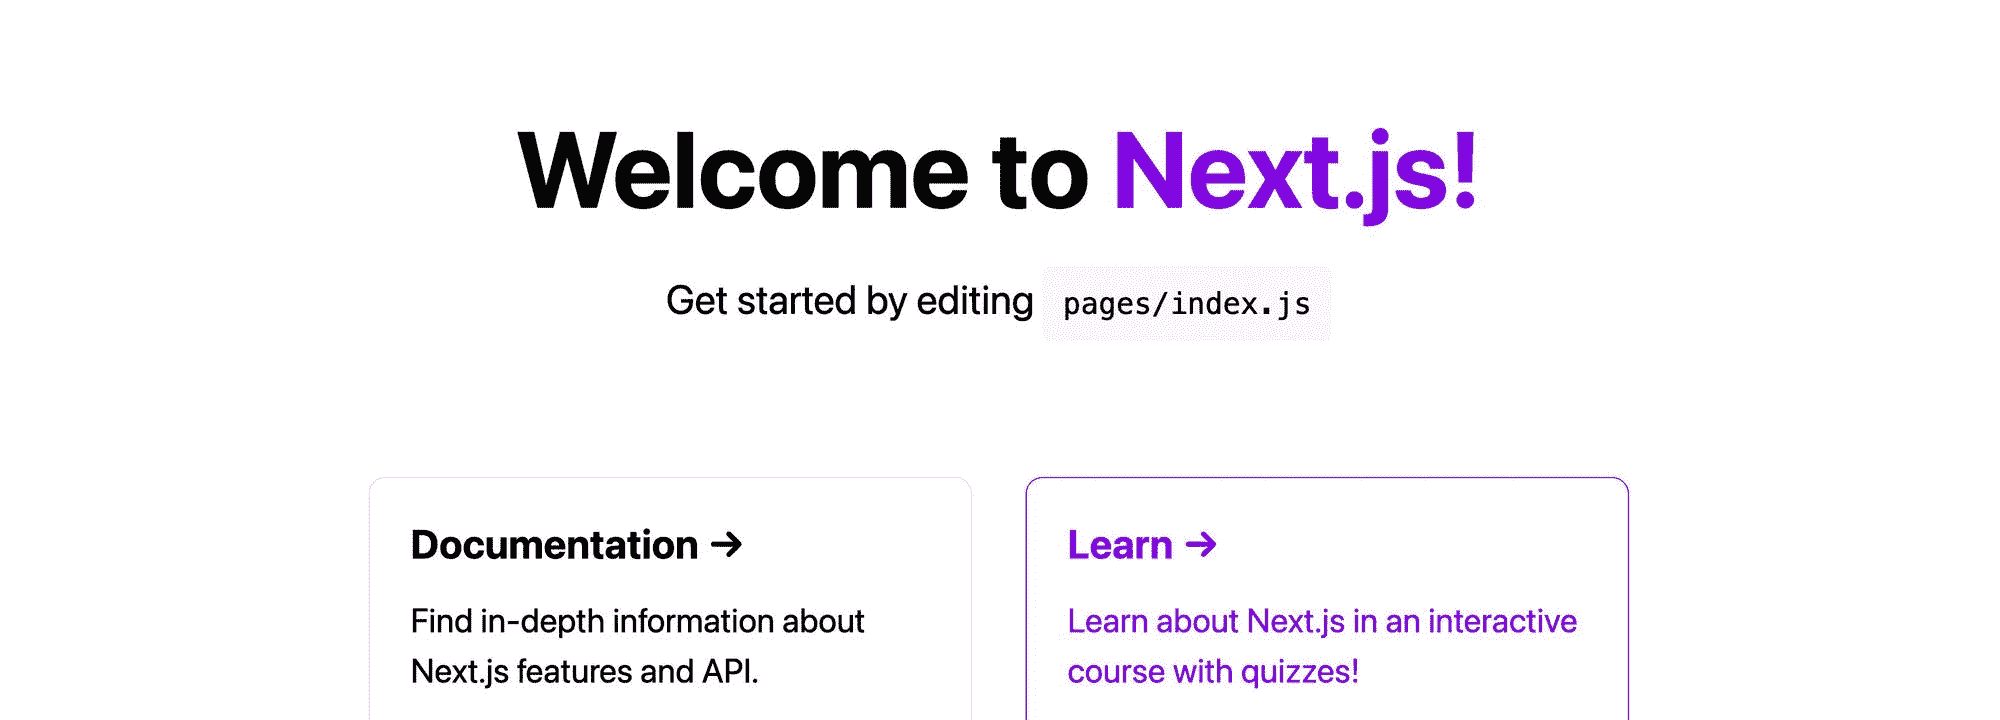 Welcome to Next.js!
Get started by editing pages/index.js
Documentation →
Find in-depth information about
Next.js features and API.
Learn →
Learn about Next.js in an interactive
course with quizzes!